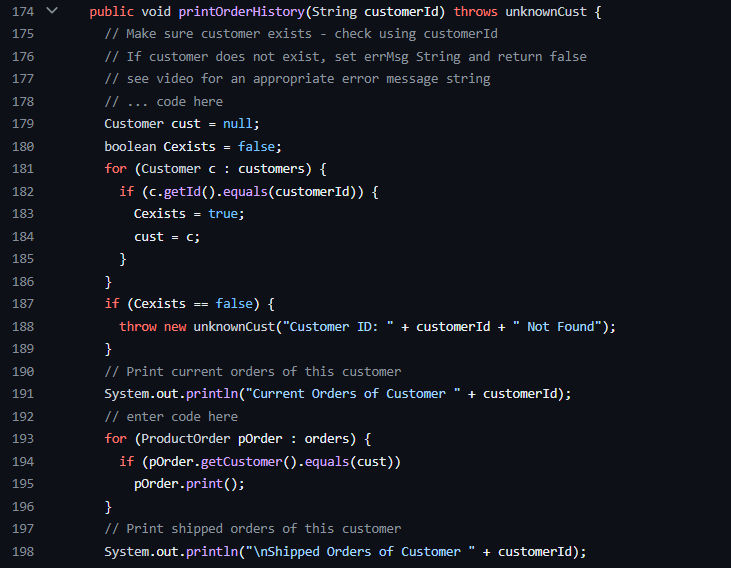 174 public void printOrderHistory(String customerId) throws unknownCust {
175 // Make sure customer exists - check using customerId
176 // If customer does not exist, set errMsg String and return false
177 // see video for an appropriate error message string
178 // ... code here
179 Customer cust = null;
180 boolean Cexists = false;
181 for (Customer c : customers) {
182 if (c.getId().equals(customerId)) {
183 Cexists = true;
184 cust = c;
185 }
186 }
187 if (Cexists == false) {
188 throw new unknownCust("Customer ID: " + customerId + " Not Found");
189 }
190 // Print current orders of this customer
191 System.out.println("Current Orders of Customer " + customerId);
192 // enter code here
193 for (ProductOrder pOrder : orders) {
194 if (pOrder.getCustomer().equals(cust))
195 pOrder.print();
196 }
197 // Print shipped orders of this customer
198 System.out.println("\nShipped Orders of Customer " + customerId);